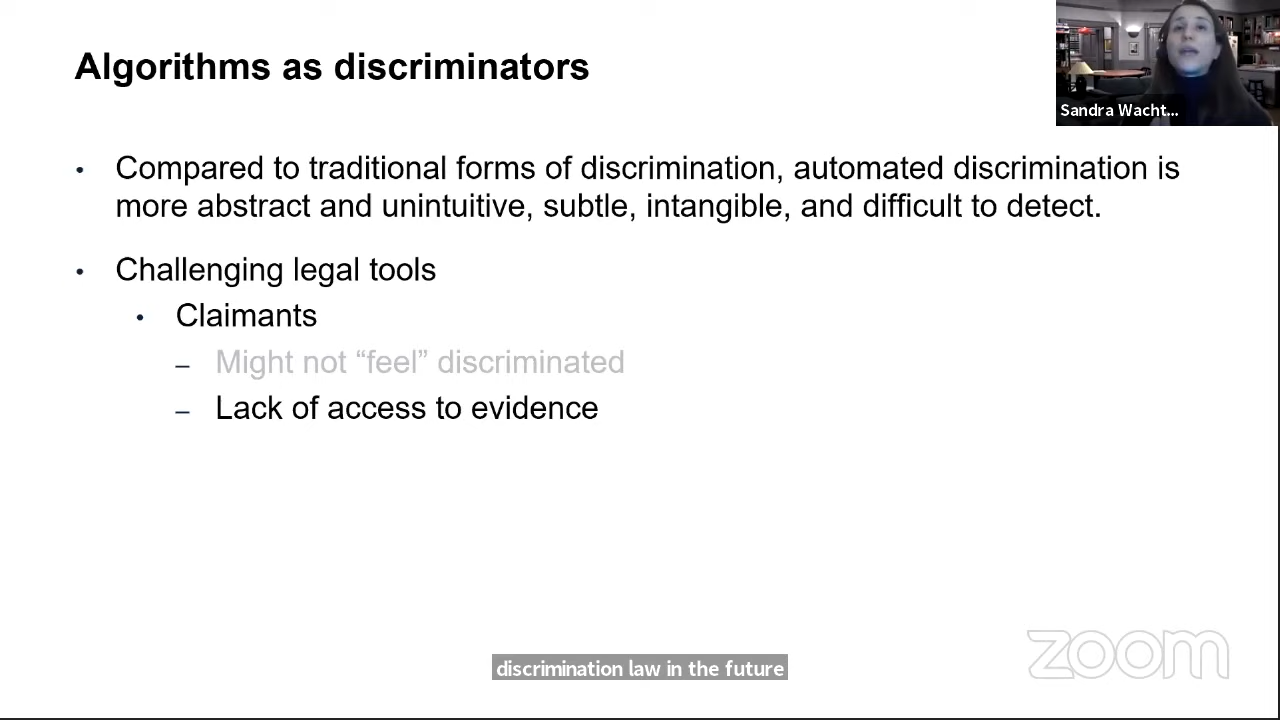 Algorithms as discriminators
Sandra Wacht...
• Compared to traditional forms of discrimination, automated discrimination is
more abstract and unintuitive, subtle, intangible, and difficult to detect.
• Challenging legal tools
• Claimants
– Might not “feel” discriminated
– Lack of access to evidence
discrimination law in the future
zoom